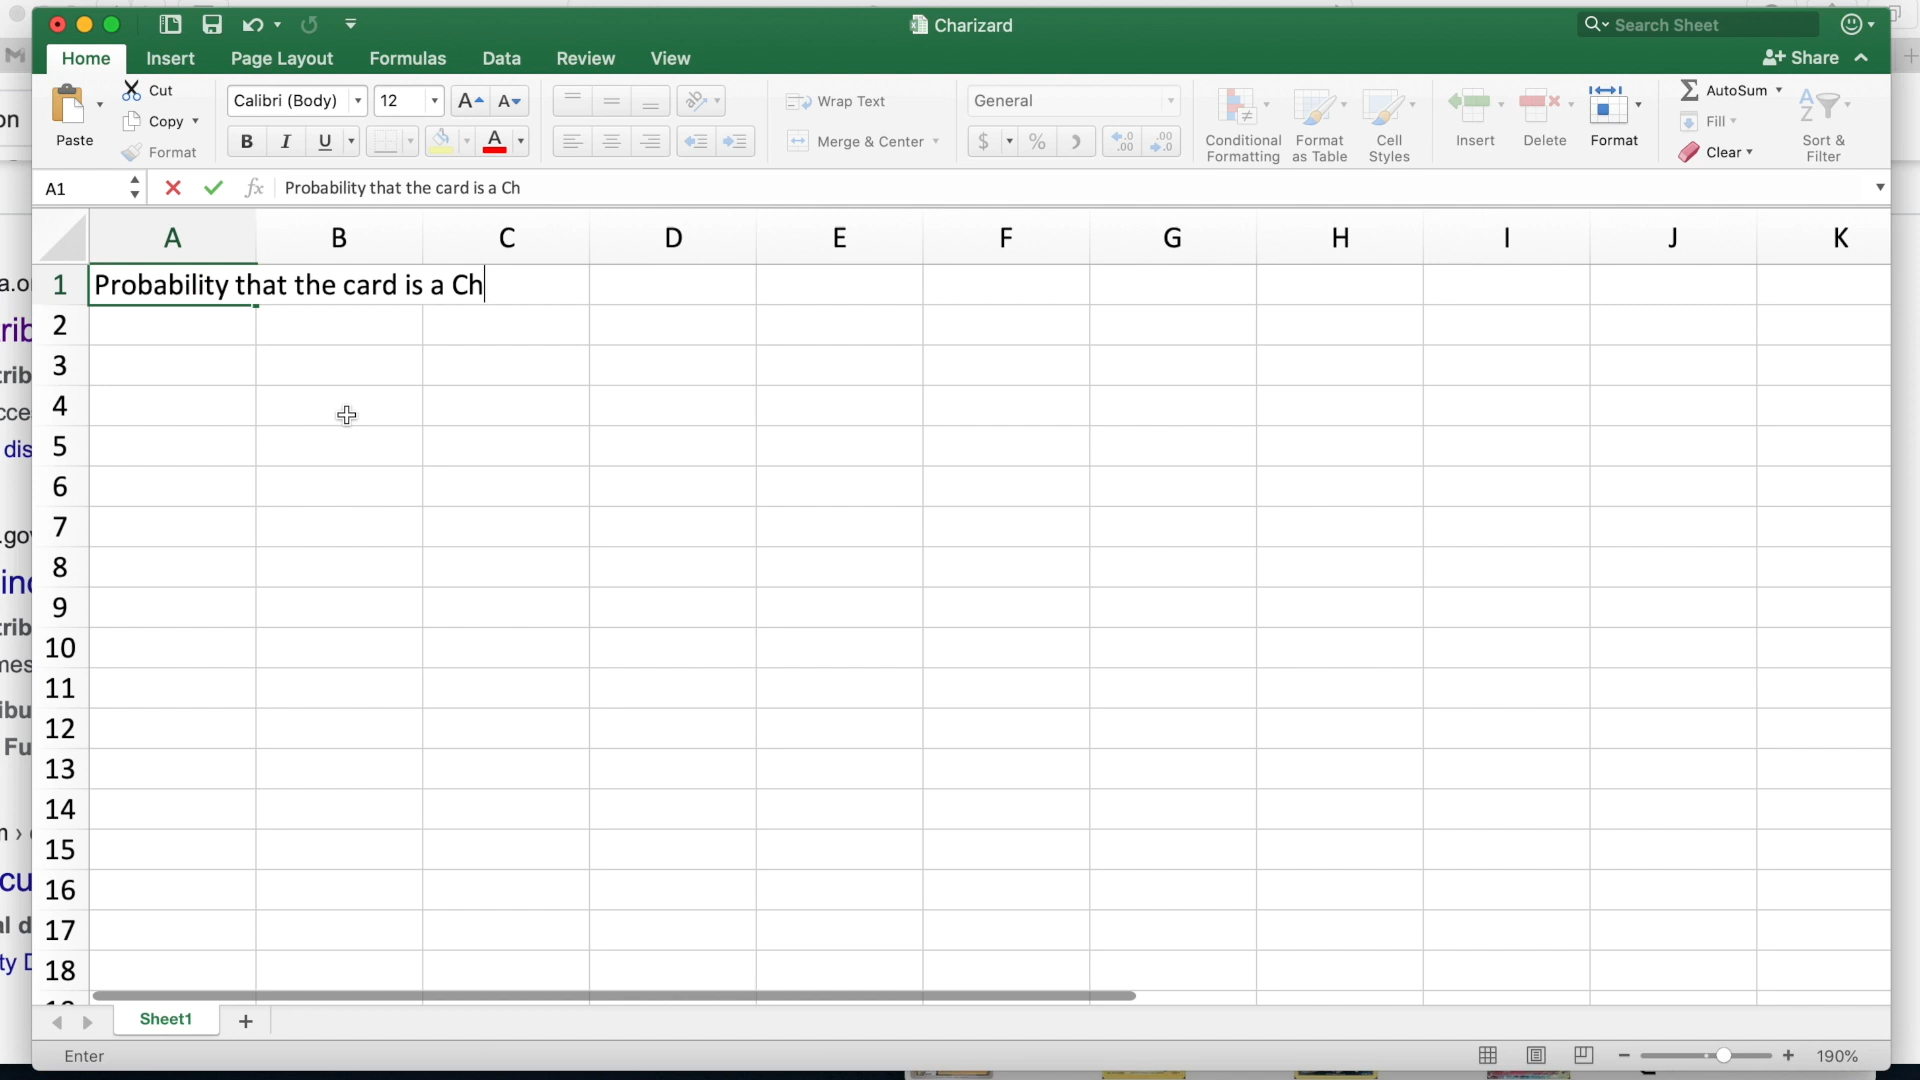 Charizard
Search Sheet
Home Insert Page Layout Formulas Data Review View
Share
Paste
Cut
Copy
Format
Calibri (Body) 12
B I U A
Wrap Text
Merge & Center
General
$ %
Conditional Formatting
Format as Table
Cell Styles
Insert
Delete
Format
AutoSum
Fill
Clear
Sort & Filter
A1 fx Probability that the card is a Ch
A B C D E F G H I J K
1 Probability that the card is a Ch
2
3
4
5
6
7
8
9
10
11
12
13
14
15
16
17
18
Sheet1 +
Enter
190%